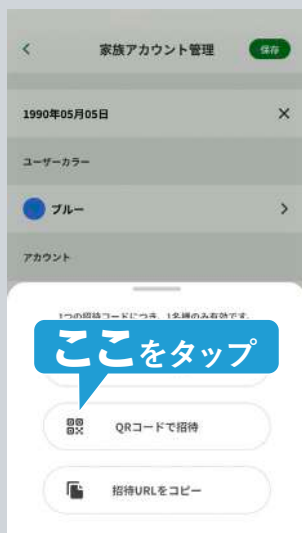 家族アカウント管理
保存
1990年05月05日
ユーザーカラー
ブルー
アカウント
1つの招待コードにつき、1名様のみ有効です。
ここをタップ
QRコードで招待
招待URLをコピー